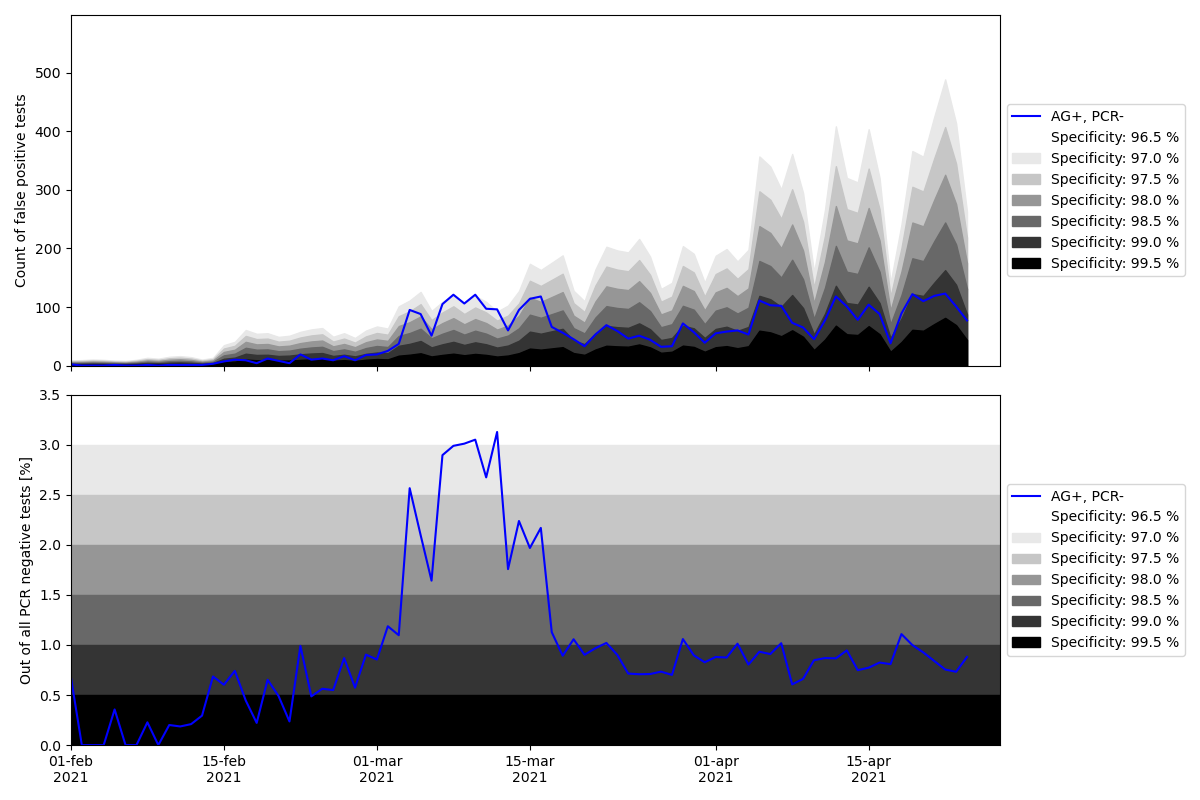 Count of false positive tests
500
400
300
200
100
0
AG+, PCR-
Specificity: 96.5 %
Specificity: 97.0 %
Specificity: 97.5 %
Specificity: 98.0 %
Specificity: 98.5 %
Specificity: 99.0 %
Specificity: 99.5 %
Out of all PCR negative tests [%]
3.5
3.0
2.5
2.0
1.5
1.0
0.5
0.0
AG+, PCR-
Specificity: 96.5 %
Specificity: 97.0 %
Specificity: 97.5 %
Specificity: 98.0 %
Specificity: 98.5 %
Specificity: 99.0 %
Specificity: 99.5 %
01-feb
2021
15-feb
2021
01-mar
2021
15-mar
2021
01-apr
2021
15-apr
2021